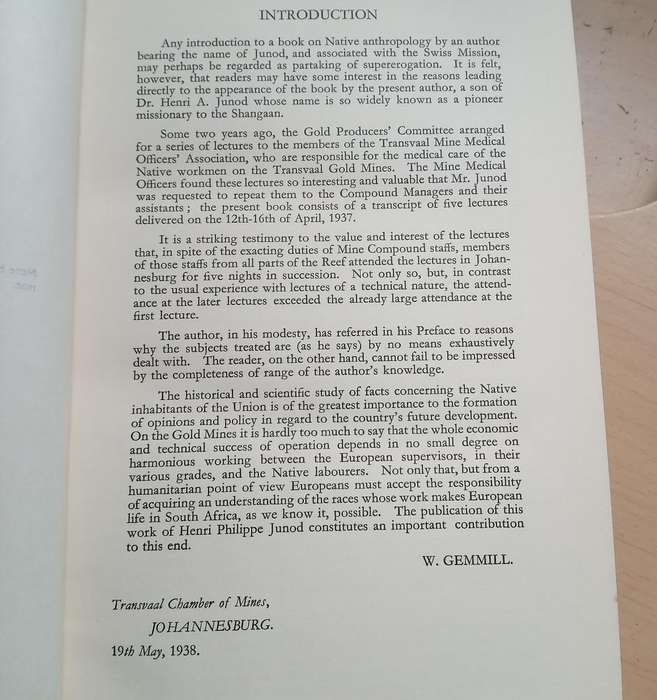 INTRODUCTION
Any introduction to a book on Native anthropology by an author
bearing the name of Junod, and associated with the Swiss Mission,
may perhaps be regarded as partaking of supererogation. It is felt,
however, that readers may have some interest in the reasons leading
directly to the appearance of the book by the present author, a son of
Dr. Henri A. Junod whose name is so widely known as a pioneer
missionary to the Shangaan.
Some two years ago, the Gold Producers' Committee arranged
for a series of lectures to the members of the Transvaal Mine Medical
Officers' Association, who are responsible for the medical care of the
Native workmen on the Transvaal Gold Mines. The Mine Medical
Officers found these lectures so interesting and valuable that Mr. Junod
was requested to repeat them to the Compound Managers and their
assistants; the present book consists of a transcript of five lectures
delivered on the 12th-16th of April, 1937.
It is a striking testimony to the value and interest of the lectures
that, in spite of the exacting duties of Mine Compound staffs, members
of those staffs from all parts of the Reef attended the lectures in Johan-
nesburg for five nights in succession. Not only so, but, in contrast
to the usual experience with lectures of a technical nature, the attend-
ance at the later lectures exceeded the already large attendance at the
first lecture.
The author, in his modesty, has referred in his Preface to reasons
why the subjects treated are (as he says) by no means exhaustively
dealt with. The reader, on the other hand, cannot fail to be impressed
by the completeness of range of the author's knowledge.
The historical and scientific study of facts concerning the Native
inhabitants of the Union is of the greatest importance to the formation
of opinions and policy in regard to the country's future development.
On the Gold Mines it is hardly too much to say that the whole economic
and technical success of operation depends in no small degree on
harmonious working between the European supervisors, in their
various grades, and the Native labourers. Not only that, but from a
humanitarian point of view Europeans must accept the responsibility
of acquiring an understanding of the races whose work makes European
life in South Africa, as we know it, possible. The publication of this
work of Henri Philippe Junod constitutes an important contribution
to this end.
W. GEMMILL.
Transvaal Chamber of Mines,
JOHANNESBURG.
19th May, 1938.